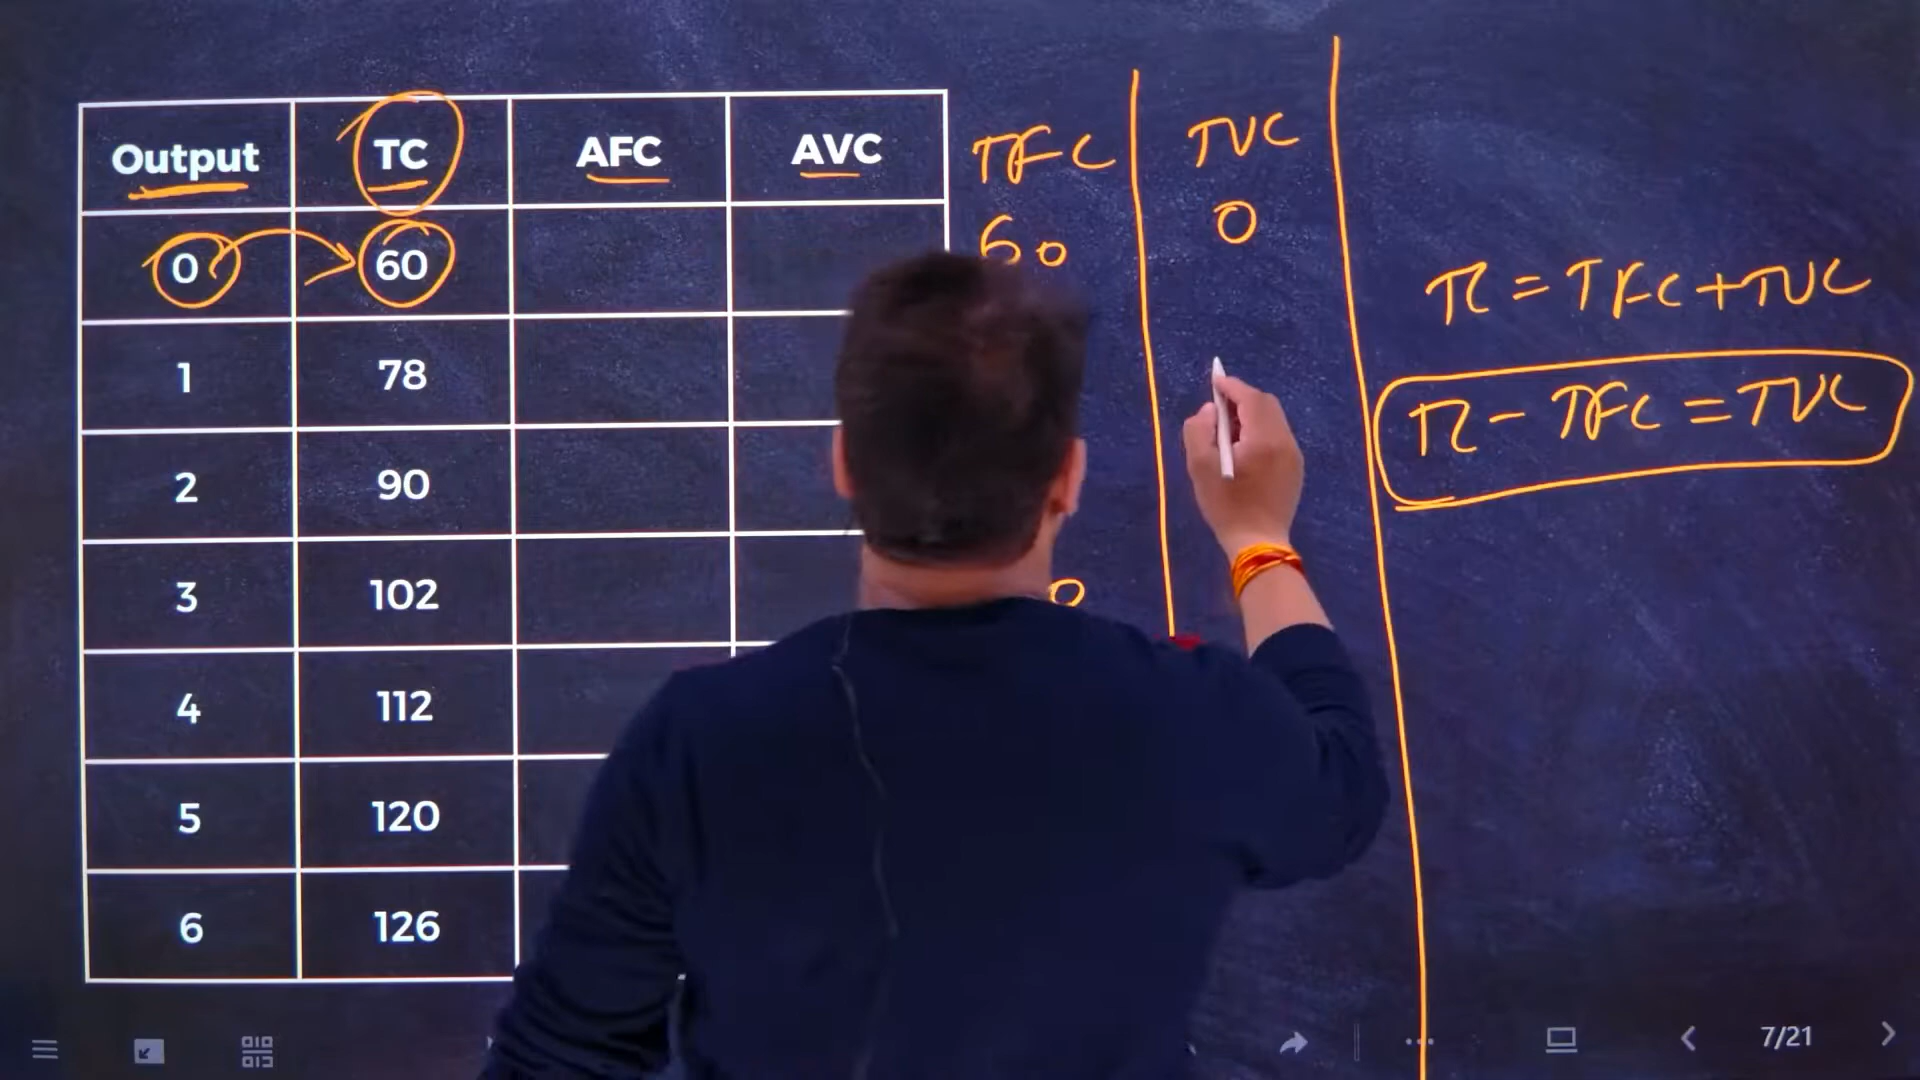 Output TC AFC AVC TFC TVC
0 60 60 0
TC = TFC + TVC
1 78
TC - TFC = TVC
2 90
3 102 0
4 112
5 120
6 126
7/21